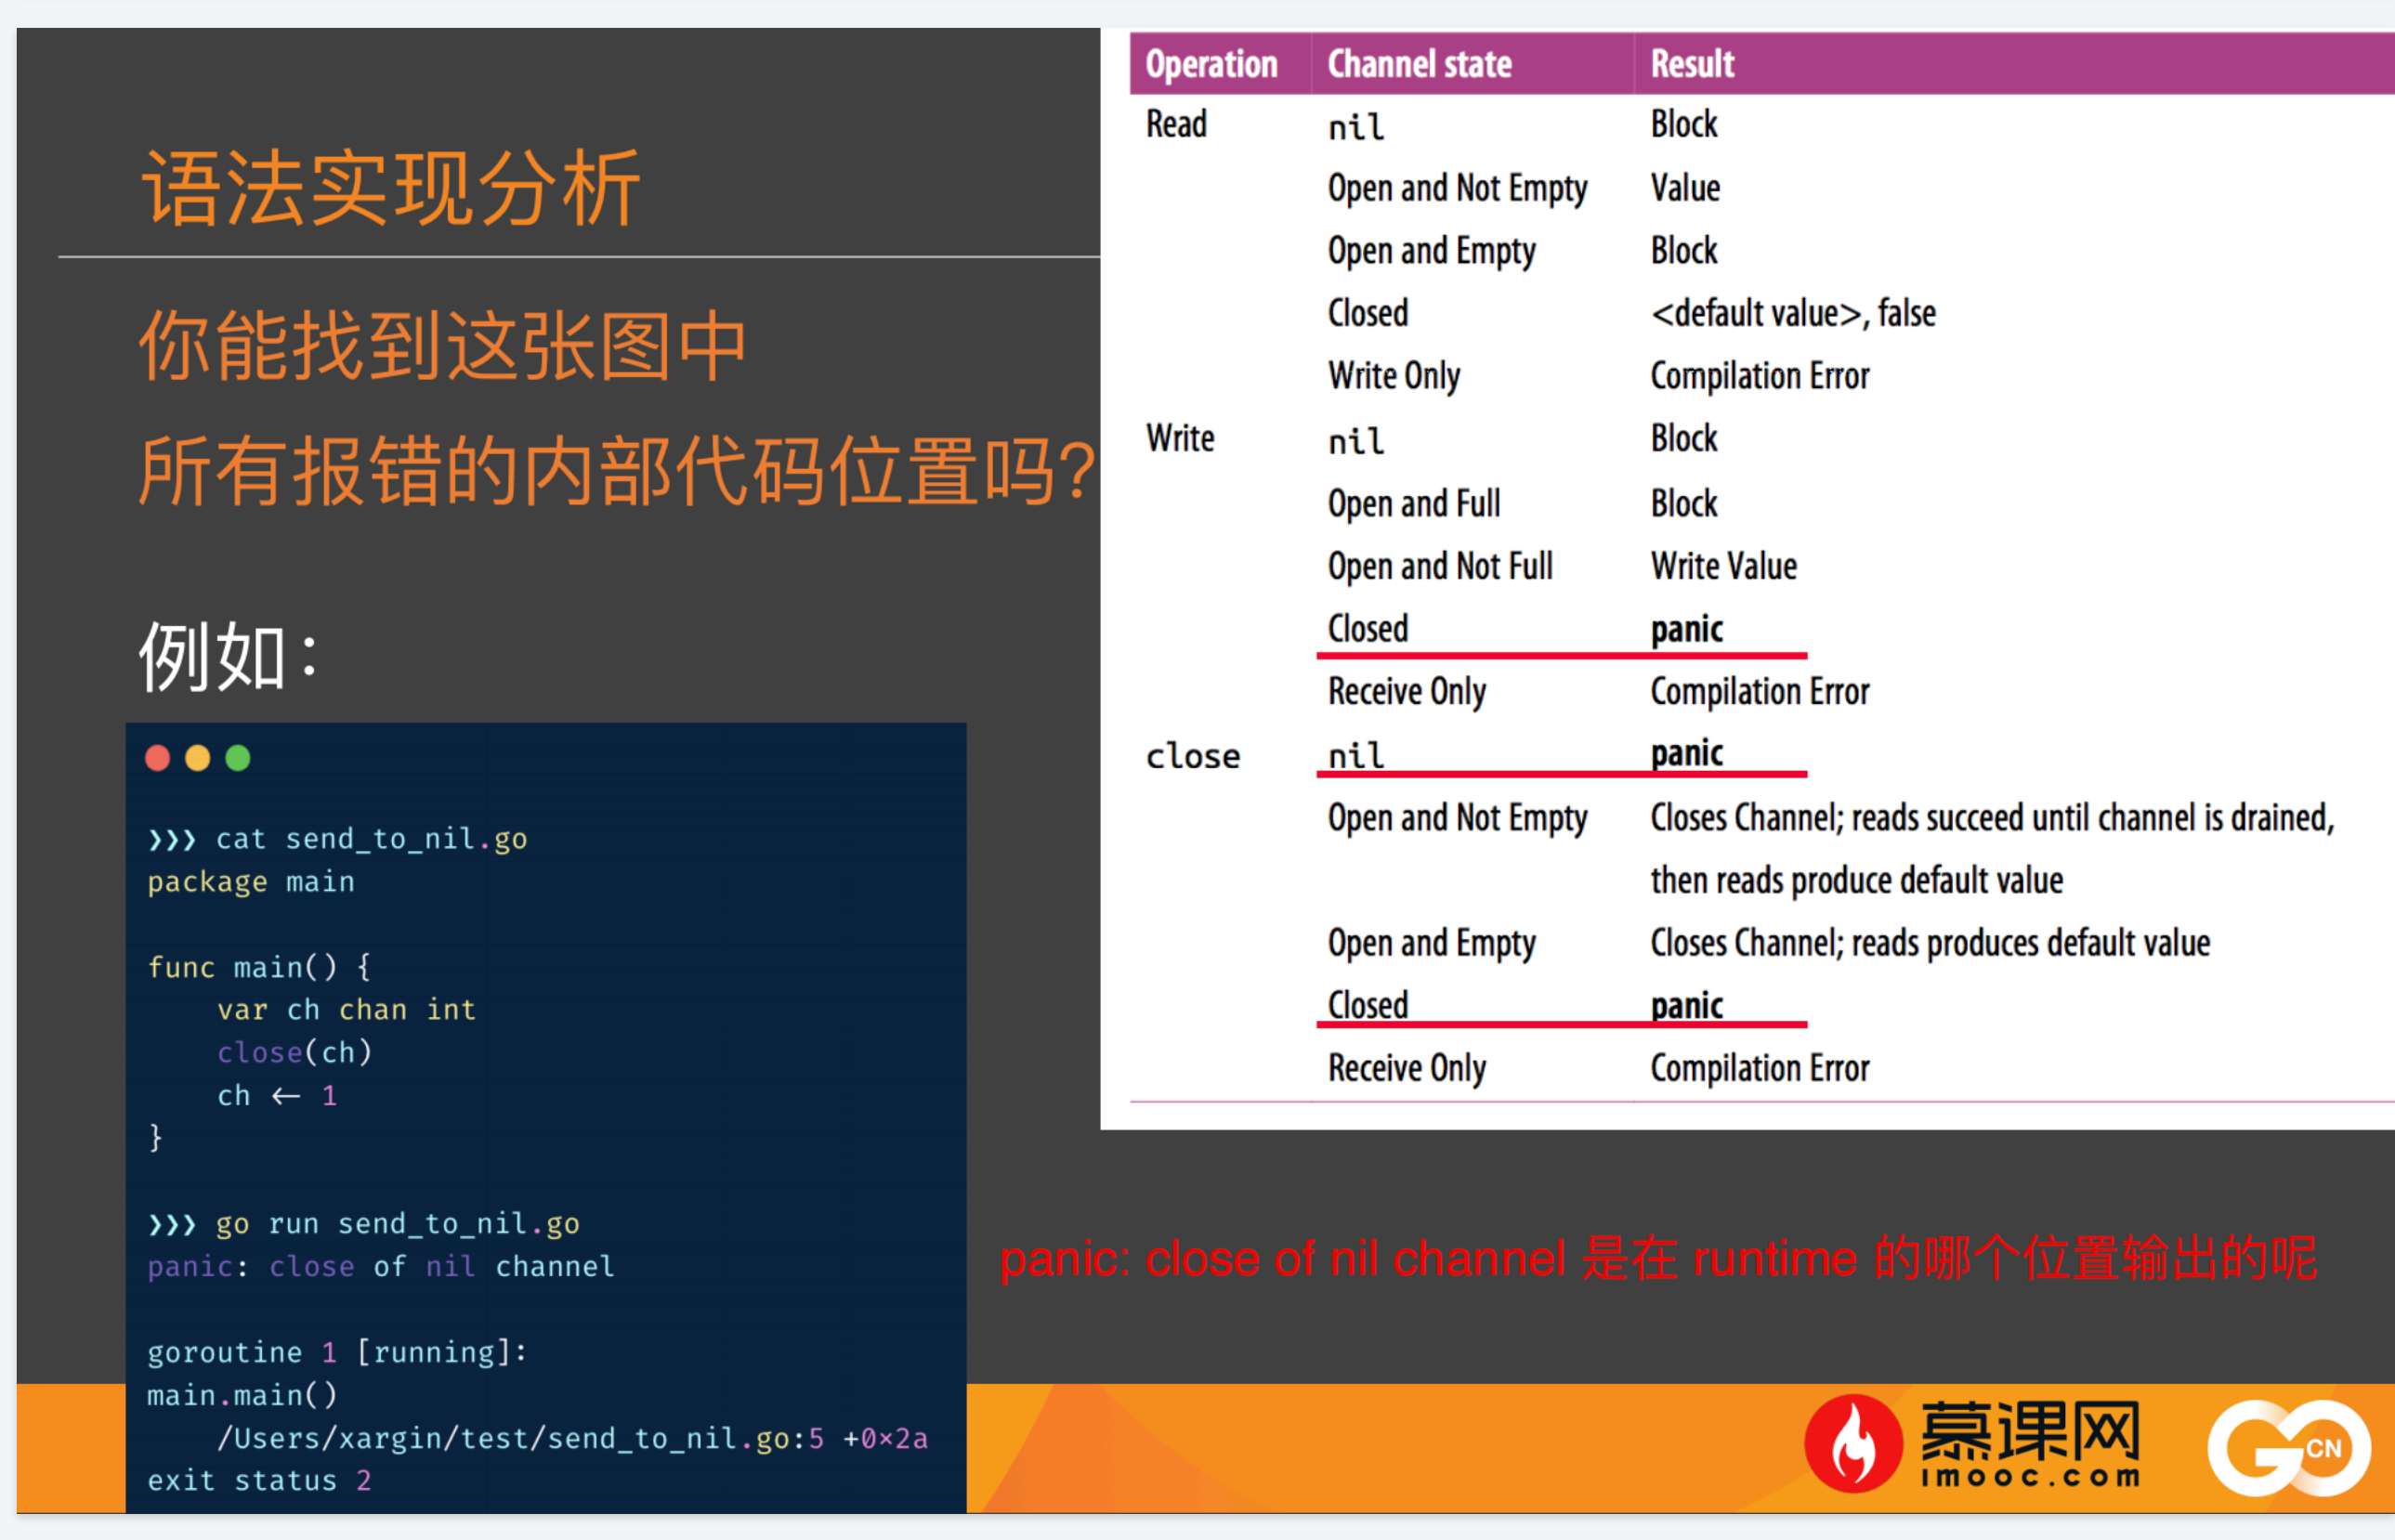 语法实现分析
你能找到这张图中
所有报错的内部代码位置吗?
例如：
>>> cat send_to_nil.go
package main
func main() {
var ch chan int
close(ch)
ch ← 1
}
>>> go run send_to_nil.go
panic: close of nil channel
goroutine 1 [running]:
main.main()
/Users/xargin/test/send_to_nil.go:5 +0×2a
exit status 2
Operation Channel state Result
Read nil Block
Open and Not Empty Value
Open and Empty Block
Closed <default value>, false
Write Only Compilation Error
Write nil Block
Open and Full Block
Open and Not Full Write Value
Closed panic
Receive Only Compilation Error
close nil panic
Open and Not Empty Closes Channel; reads succeed until channel is drained,
then reads produce default value
Open and Empty Closes Channel; reads produces default value
Closed panic
Receive Only Compilation Error
panic: close of nil channel 是在 runtime 的哪个位置输出的呢
慕课网
imooc.com
GO CN